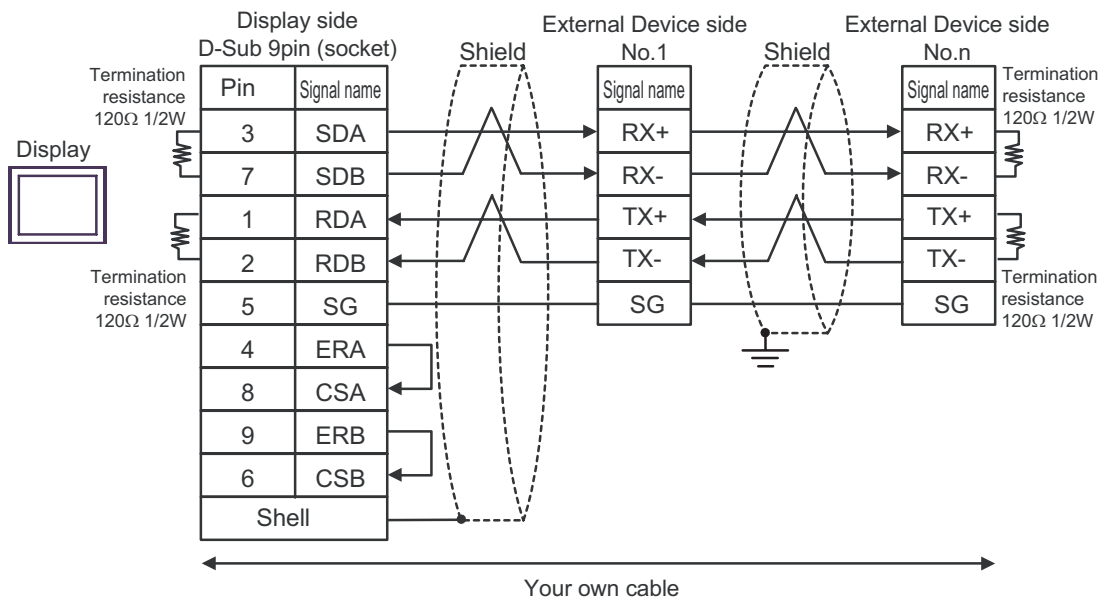 Display side
D-Sub 9pin (socket)
External Device side
No.1
External Device side
No.n
Shield
Shield
Termination
resistance
120Ω 1/2W
Termination
resistance
120Ω 1/2W
Display
Pin Signal name
3 SDA
7 SDB
1 RDA
2 RDB
5 SG
4 ERA
8 CSA
9 ERB
6 CSB
Shell
Signal name
RX+
RX-
TX+
TX-
SG
Signal name
RX+
RX-
TX+
TX-
SG
Termination
resistance
120Ω 1/2W
Termination
resistance
120Ω 1/2W
Your own cable